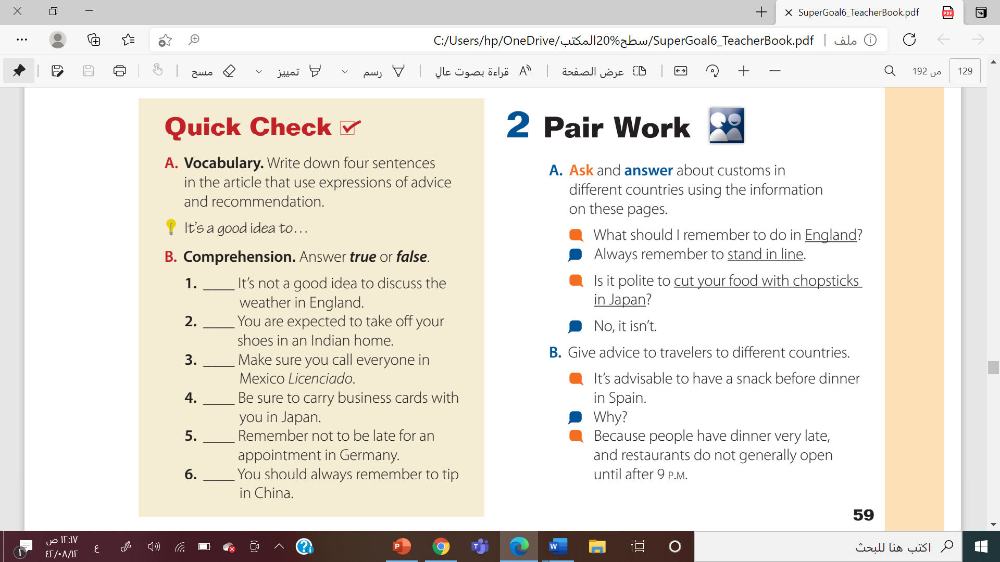 SuperGoal6_TeacherBook.pdf
PDF
ملف
C:/Users/hp/OneDrive/سطح%20المكتب/SuperGoal6_TeacherBook.pdf
129
من 192
عرض الصفحة
قراءة بصوت عالٍ
رسم
تمييز
مسح
Quick Check
A. Vocabulary. Write down four sentences
in the article that use expressions of advice
and recommendation.
It's a good idea to...
B. Comprehension. Answer true or false.
1. ____ It's not a good idea to discuss the
weather in England.
2. ____ You are expected to take off your
shoes in an Indian home.
3. ____ Make sure you call everyone in
Mexico Licenciado.
4. ____ Be sure to carry business cards with
you in Japan.
5. ____ Remember not to be late for an
appointment in Germany.
6. ____ You should always remember to tip
in China.
2 Pair Work
A. Ask and answer about customs in
different countries using the information
on these pages.
What should I remember to do in England?
Always remember to stand in line.
Is it polite to cut your food with chopsticks
in Japan?
No, it isn't.
B. Give advice to travelers to different countries.
It's advisable to have a snack before dinner
in Spain.
Why?
Because people have dinner very late,
and restaurants do not generally open
until after 9 P.M.
59
اكتب هنا للبحث
ع
١٢:١٧ ص
٤٢/٠٨/١٢
١